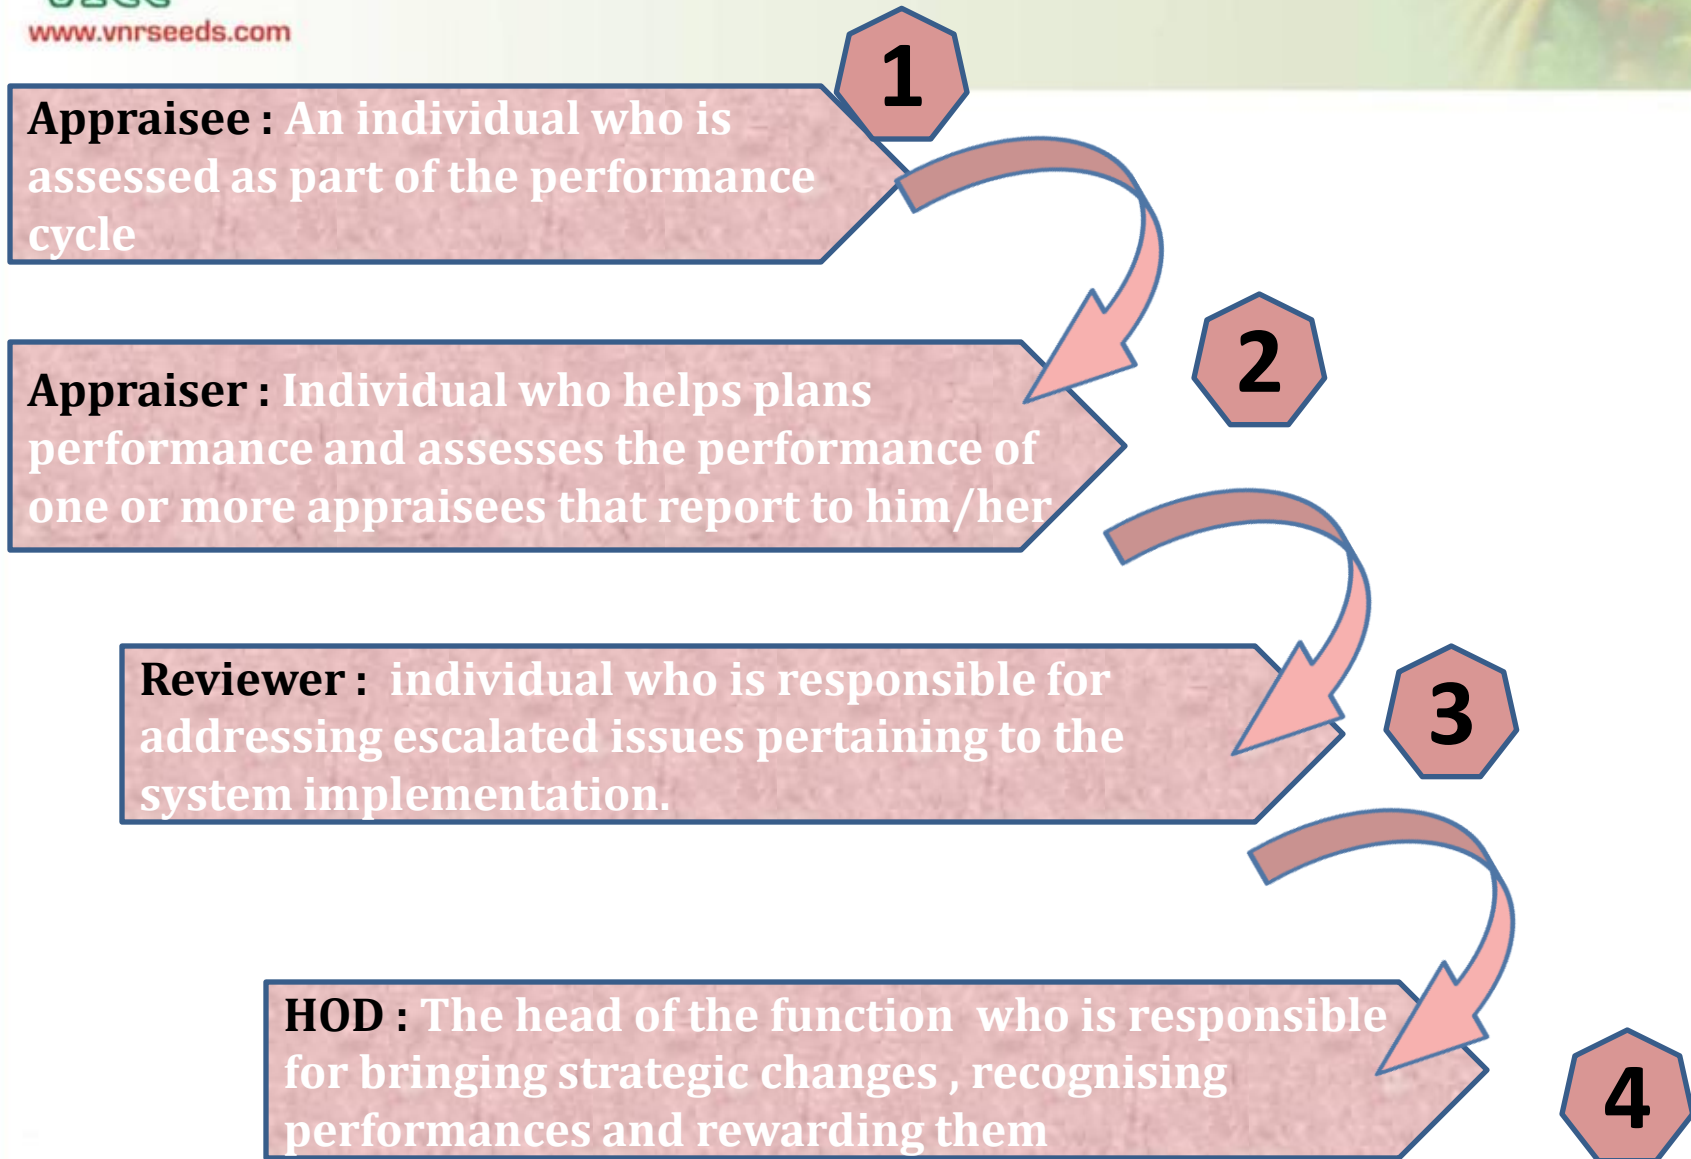 www.vnrseeds.com
1
Appraisee : An individual who is
assessed as part of the performance
cycle
2
Appraiser : Individual who helps plans
performance and assesses the performance of
one or more appraisees that report to him/her
3
Reviewer :  individual who is responsible for
addressing escalated issues pertaining to the
system implementation.
HOD : The head of the function  who is responsible
for bringing strategic changes , recognising
performances and rewarding them
4